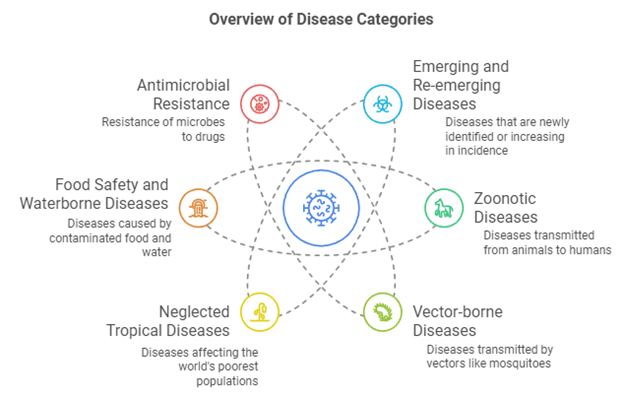 Overview of Disease Categories
Antimicrobial
Resistance
Resistance of microbes
to drugs
Emerging and
Re-emerging
Diseases
Diseases that are newly
identified or increasing
in incidence
Food Safety and
Waterborne Diseases
Diseases caused by
contaminated food and
water
Zoonotic
Diseases
Diseases transmitted
from animals to humans
Neglected
Tropical Diseases
Diseases affecting the
world's poorest
populations
Vector-borne
Diseases
Diseases transmitted by
vectors like mosquitoes